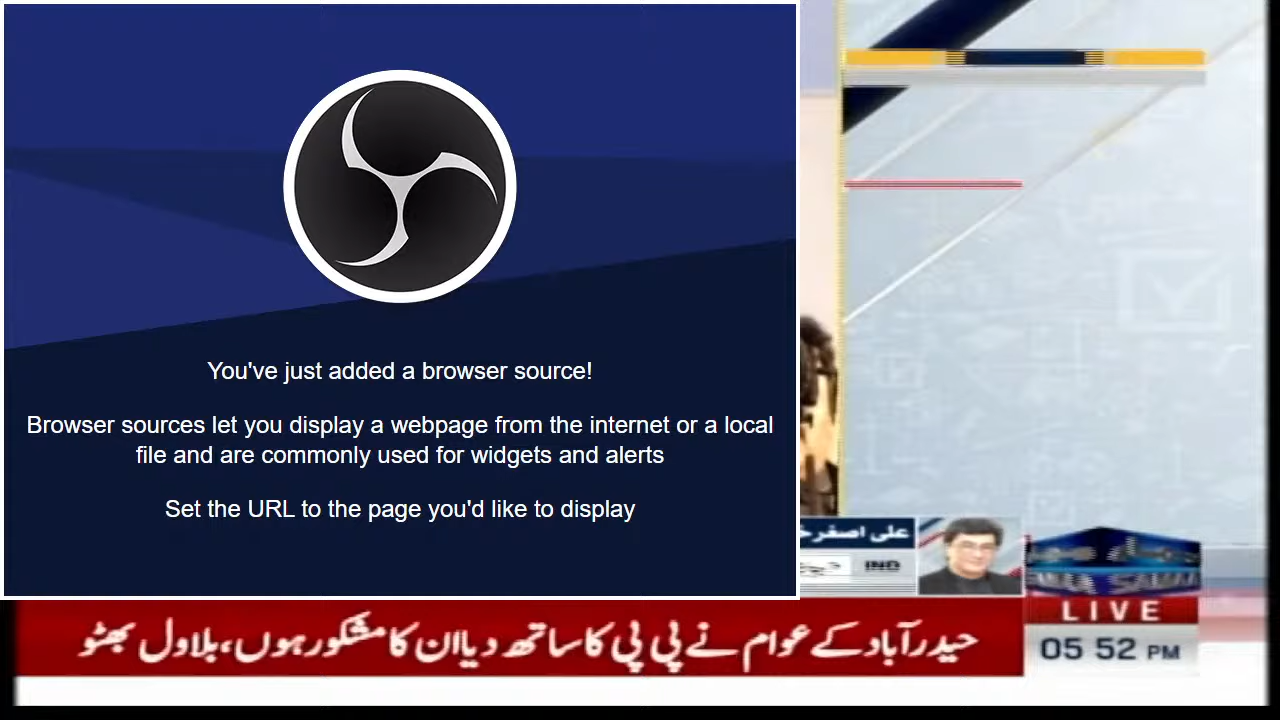 You've just added a browser source!
Browser sources let you display a webpage from the internet or a local
file and are commonly used for widgets and alerts
Set the URL to the page you'd like to display
علی اصغر
IND
LIVE
حیدرآباد کے عوام نے پی پی کا ساتھ دیا ان کا مشکور ہوں، بلاول بھٹو
05 52 PM